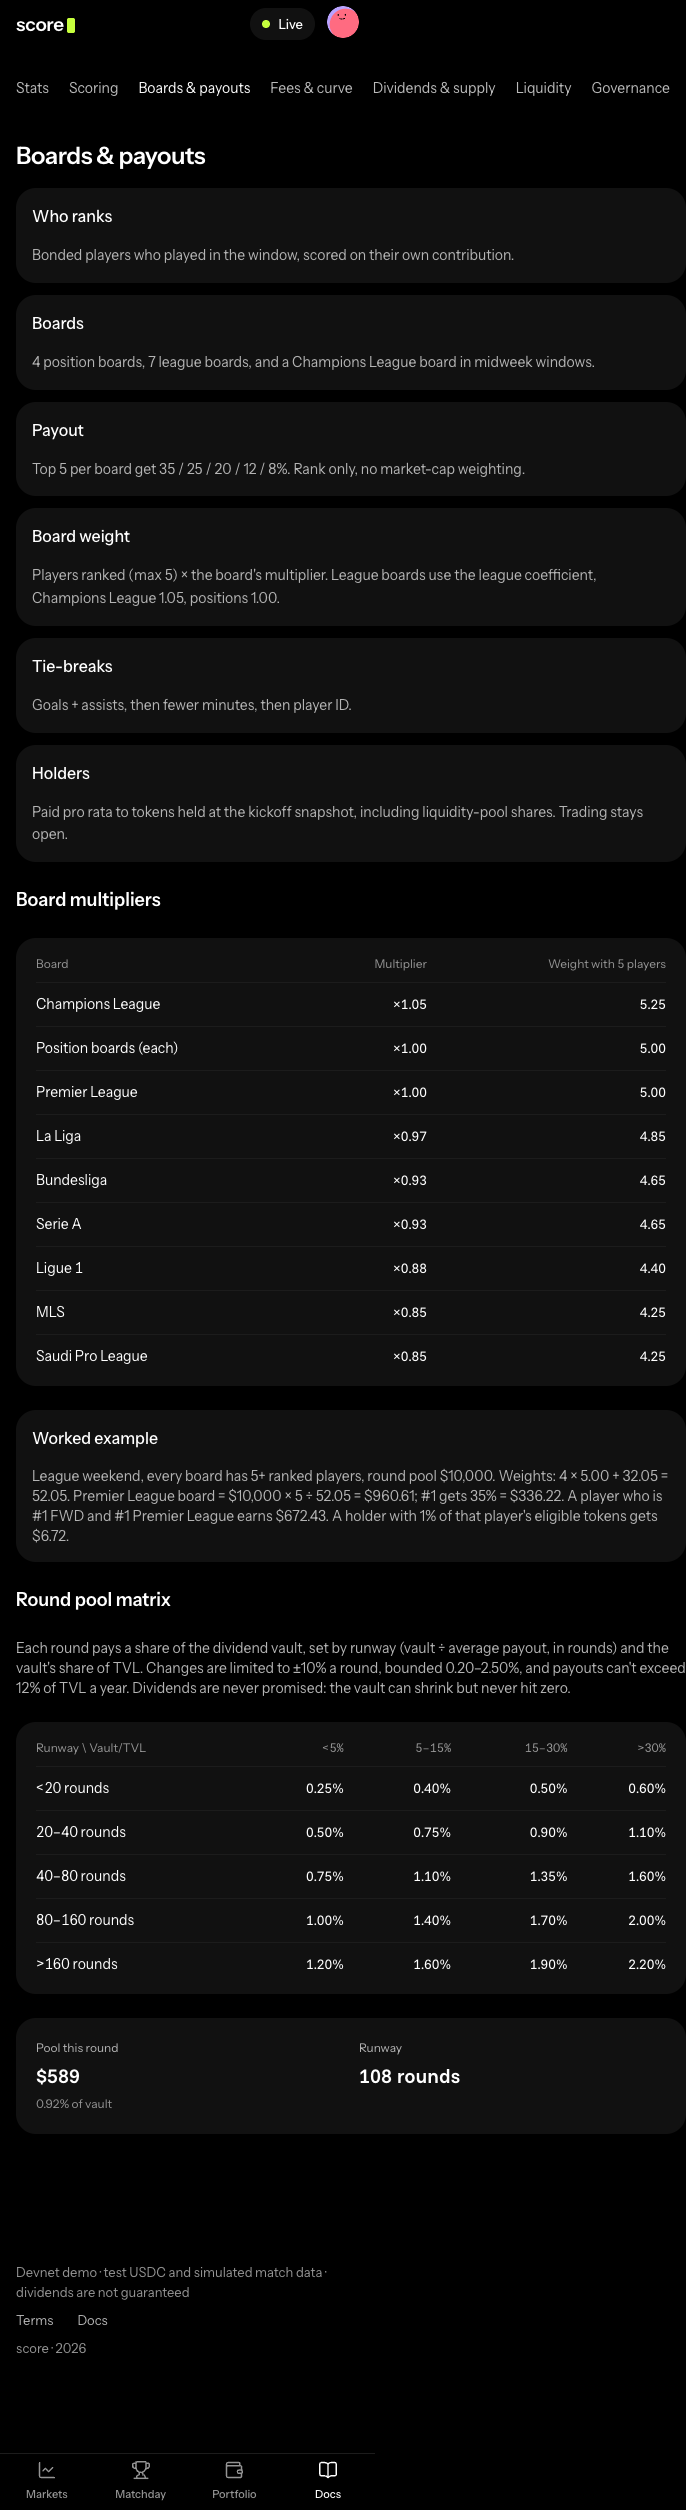 score
Live
Stats Scoring Boards & payouts Fees & curve Dividends & supply Liquidity Governance
Boards & payouts
Who ranks
Bonded players who played in the window, scored on their own contribution.
Boards
4 position boards, 7 league boards, and a Champions League board in midweek windows.
Payout
Top 5 per board get 35 / 25 / 20 / 12 / 8%. Rank only, no market-cap weighting.
Board weight
Players ranked (max 5) × the board's multiplier. League boards use the league coefficient,
Champions League 1.05, positions 1.00.
Tie-breaks
Goals + assists, then fewer minutes, then player ID.
Holders
Paid pro rata to tokens held at the kickoff snapshot, including liquidity-pool shares. Trading stays
open.
Board multipliers
Board Multiplier Weight with 5 players
Champions League ×1.05 5.25
Position boards (each) ×1.00 5.00
Premier League ×1.00 5.00
La Liga ×0.97 4.85
Bundesliga ×0.93 4.65
Serie A ×0.93 4.65
Ligue 1 ×0.88 4.40
MLS ×0.85 4.25
Saudi Pro League ×0.85 4.25
Worked example
League weekend, every board has 5+ ranked players, round pool $10,000. Weights: 4 × 5.00 + 32.05 =
52.05. Premier League board = $10,000 × 5 ÷ 52.05 = $960.61; #1 gets 35% = $336.22. A player who is
#1 FWD and #1 Premier League earns $672.43. A holder with 1% of that player's eligible tokens gets
$6.72.
Round pool matrix
Each round pays a share of the dividend vault, set by runway (vault ÷ average payout, in rounds) and the
vault's share of TVL. Changes are limited to ±10% a round, bounded 0.20–2.50%, and payouts can't exceed
12% of TVL a year. Dividends are never promised: the vault can shrink but never hit zero.
Runway \ Vault/TVL <5% 5–15% 15–30% >30%
<20 rounds 0.25% 0.40% 0.50% 0.60%
20–40 rounds 0.50% 0.75% 0.90% 1.10%
40–80 rounds 0.75% 1.10% 1.35% 1.60%
80–160 rounds 1.00% 1.40% 1.70% 2.00%
>160 rounds 1.20% 1.60% 1.90% 2.20%
Pool this round Runway
$589 108 rounds
0.92% of vault
Devnet demo · test USDC and simulated match data ·
dividends are not guaranteed
Terms Docs
score · 2026
Markets Matchday Portfolio Docs